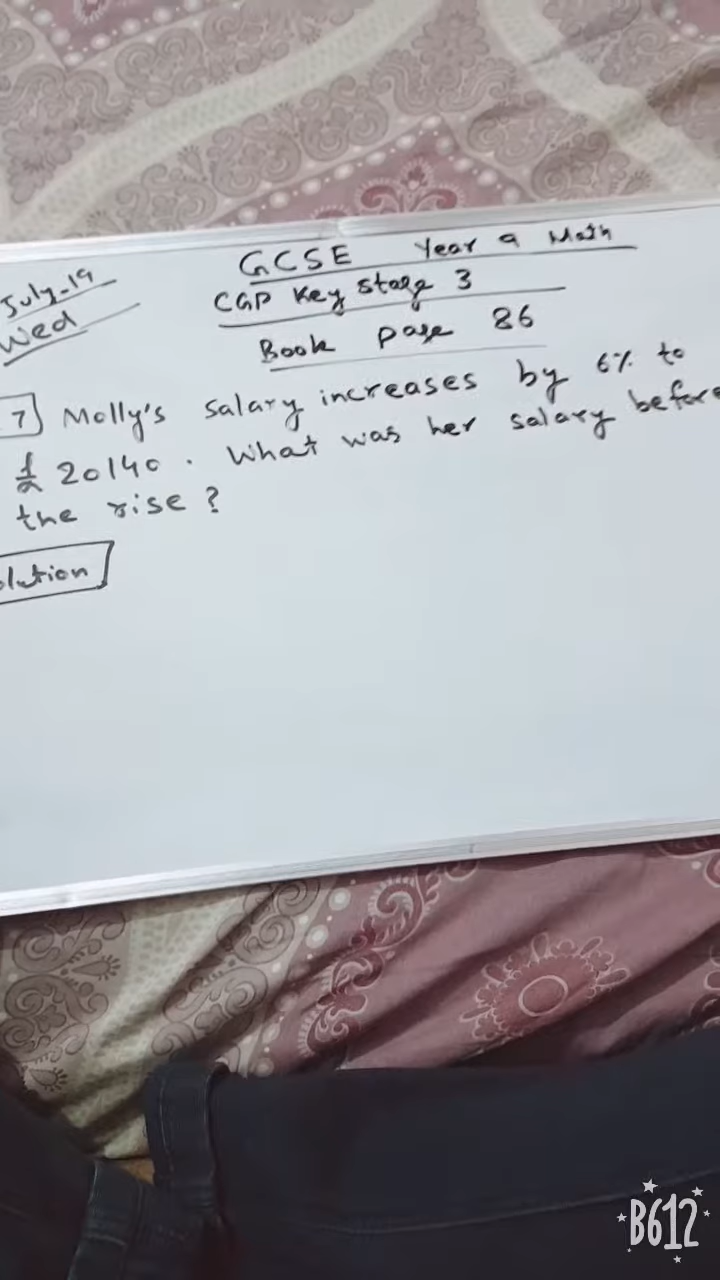 GCSE Year 9 Math
July-19
CGP Key Stage 3
Wed
Book page 86
7 Molly's salary increases by 6% to
£ 20140. What was her salary before
the rise?
olution
B612